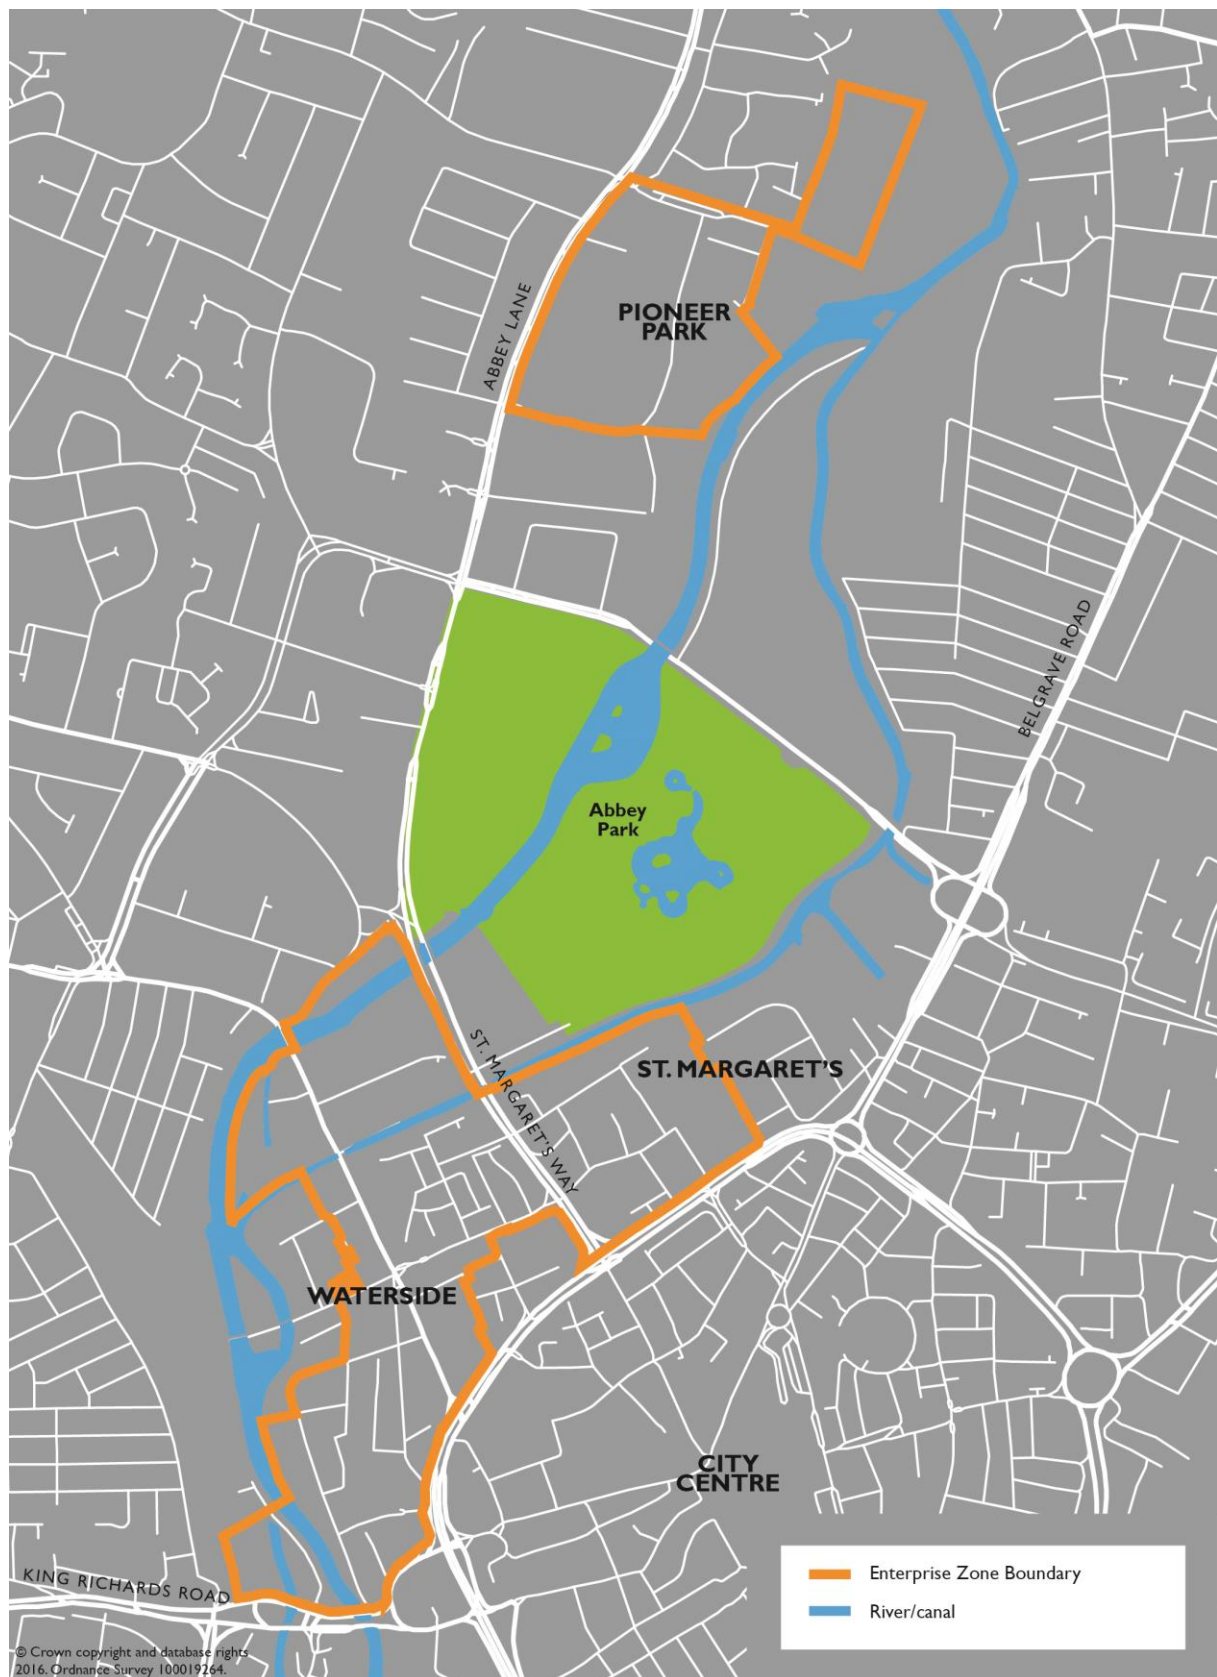 PIONEER
PARK
ABBEY LANE
BELGRAVE ROAD
Abbey
Park
ST. MARGARET'S WAY
ST. MARGARET'S
WATERSIDE
CITY
CENTRE
KING RICHARDS ROAD
Enterprise Zone Boundary
River/canal
© Crown copyright and database rights
2016. Ordnance Survey 100019264.